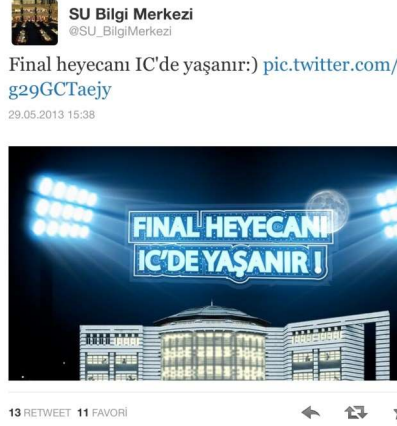 SU Bilgi Merkezi
@SU_BilgiMerkezi
Final heyecanı IC'de yaşanır:) pic.twitter.com/
g29GCTaejy
29.05.2013 15:38
FINAL HEYECANI
IC'DE YAŞANIR !
13 RETWEET 11 FAVORİ